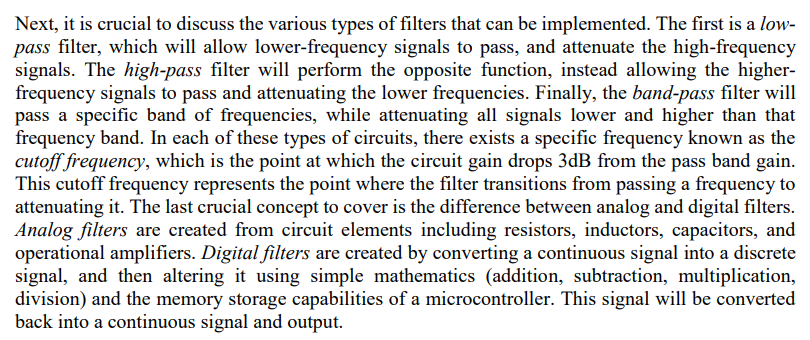 Next, it is crucial to discuss the various types of filters that can be implemented. The first is a low-
pass filter, which will allow lower-frequency signals to pass, and attenuate the high-frequency
signals. The high-pass filter will perform the opposite function, instead allowing the higher-
frequency signals to pass and attenuating the lower frequencies. Finally, the band-pass filter will
pass a specific band of frequencies, while attenuating all signals lower and higher than that
frequency band. In each of these types of circuits, there exists a specific frequency known as the
cutoff frequency, which is the point at which the circuit gain drops 3dB from the pass band gain.
This cutoff frequency represents the point where the filter transitions from passing a frequency to
attenuating it. The last crucial concept to cover is the difference between analog and digital filters.
Analog filters are created from circuit elements including resistors, inductors, capacitors, and
operational amplifiers. Digital filters are created by converting a continuous signal into a discrete
signal, and then altering it using simple mathematics (addition, subtraction, multiplication,
division) and the memory storage capabilities of a microcontroller. This signal will be converted
back into a continuous signal and output.